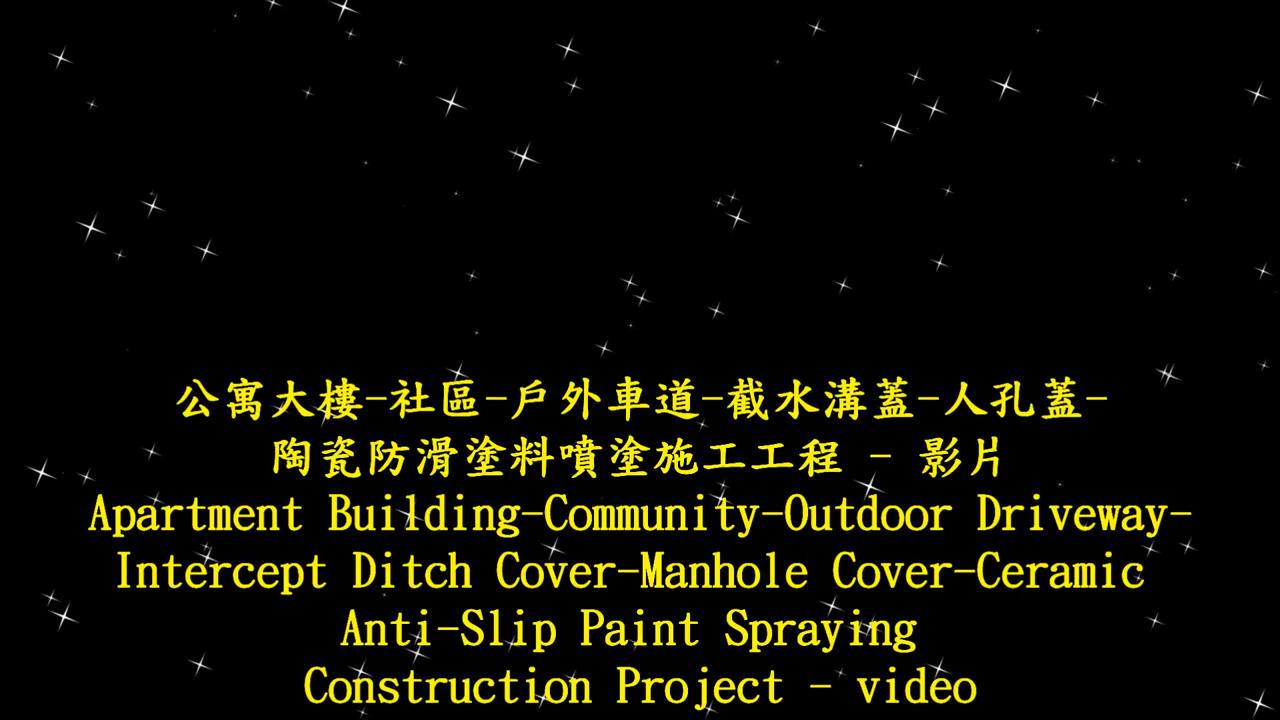 公寓大樓-社區-戶外車道-截水溝蓋-人孔蓋-
陶瓷防滑塗料噴塗施工工程 - 影片
Apartment Building-Community-Outdoor Driveway-
Intercept Ditch Cover-Manhole Cover-Ceramic
Anti-Slip Paint Spraying
Construction Project - video